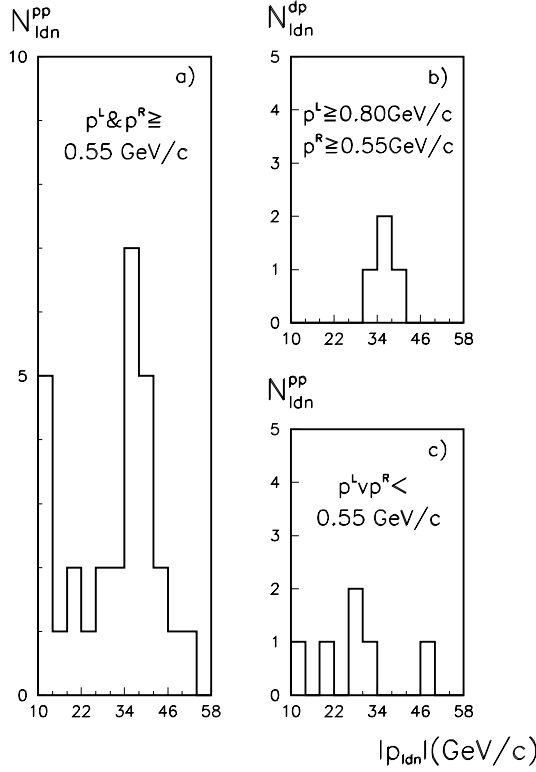 N^pp_ldn
10
a)
p^L&p^R≧
0.55 GeV/c
5
0
10 22 34 46 58
N^dp_ldn
5
b)
p^L≧0.80GeV/c
4
p^R≧0.55GeV/c
3
2
1
0
10 22 34 46 58
N^pp_ldn
5
c)
4
p^Lvp^R<
0.55 GeV/c
3
2
1
0
10 22 34 46 58
|p_ldn|(GeV/c)